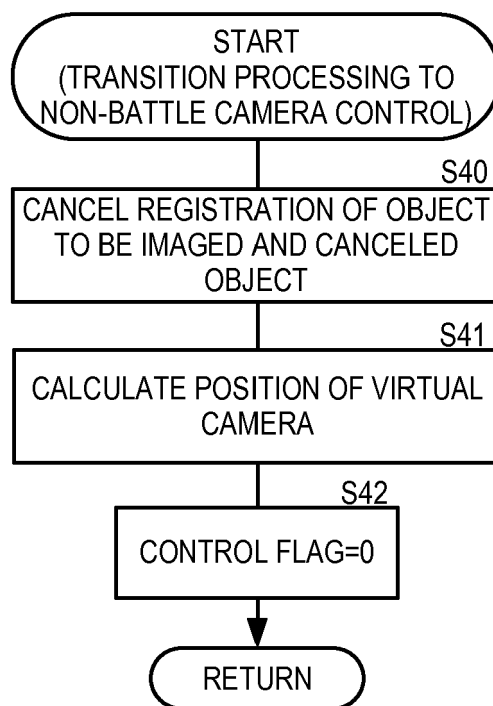 START
(TRANSITION PROCESSING TO
NON-BATTLE CAMERA CONTROL)
S40
CANCEL REGISTRATION OF OBJECT
TO BE IMAGED AND CANCELED
OBJECT
S41
CALCULATE POSITION OF VIRTUAL
CAMERA
S42
CONTROL FLAG=0
RETURN